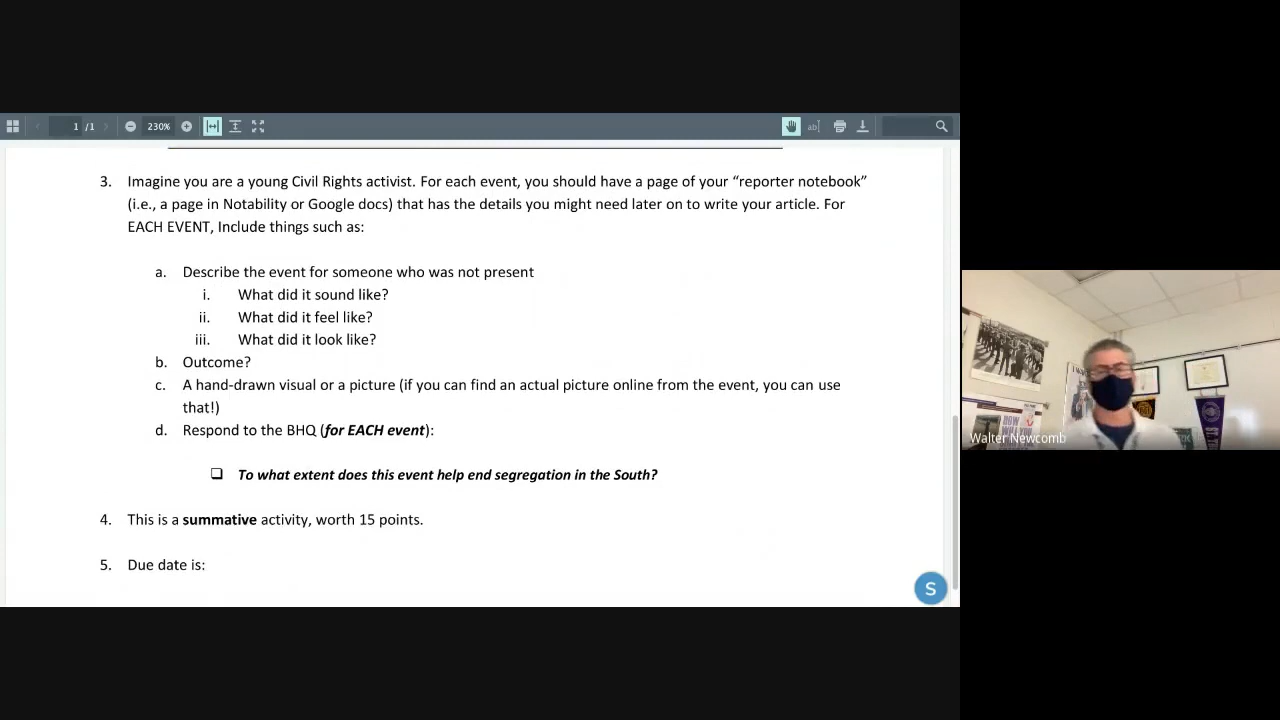 1 /1
230%
ab
3. Imagine you are a young Civil Rights activist. For each event, you should have a page of your “reporter notebook”
(i.e., a page in Notability or Google docs) that has the details you might need later on to write your article. For
EACH EVENT, Include things such as:
a. Describe the event for someone who was not present
i. What did it sound like?
ii. What did it feel like?
iii. What did it look like?
b. Outcome?
c. A hand-drawn visual or a picture (if you can find an actual picture online from the event, you can use
that!)
d. Respond to the BHQ (for EACH event):
❑ To what extent does this event help end segregation in the South?
4. This is a summative activity, worth 15 points.
5. Due date is:
S
Walter Newcomb